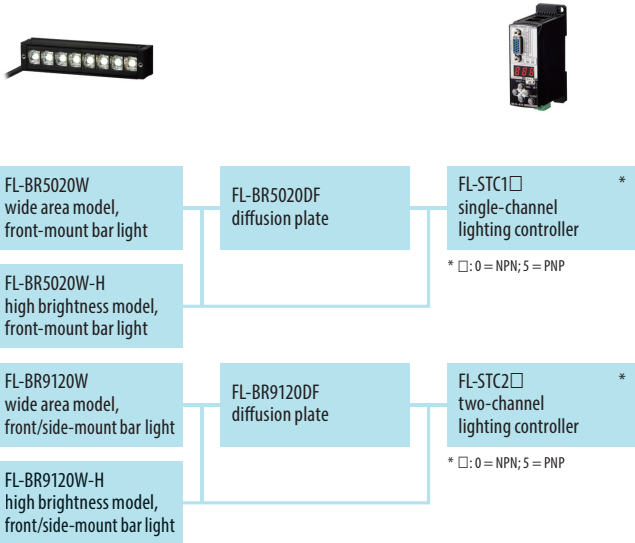 FL-BR5020W
wide area model,
front-mount bar light
FL-BR5020DF
diffusion plate
FL-STC1□ *
single-channel
lighting controller
* □: 0 = NPN; 5 = PNP
FL-BR5020W-H
high brightness model,
front-mount bar light
FL-BR9120W
wide area model,
front/side-mount bar light
FL-BR9120DF
diffusion plate
FL-STC2□ *
two-channel
lighting controller
* □: 0 = NPN; 5 = PNP
FL-BR9120W-H
high brightness model,
front/side-mount bar light